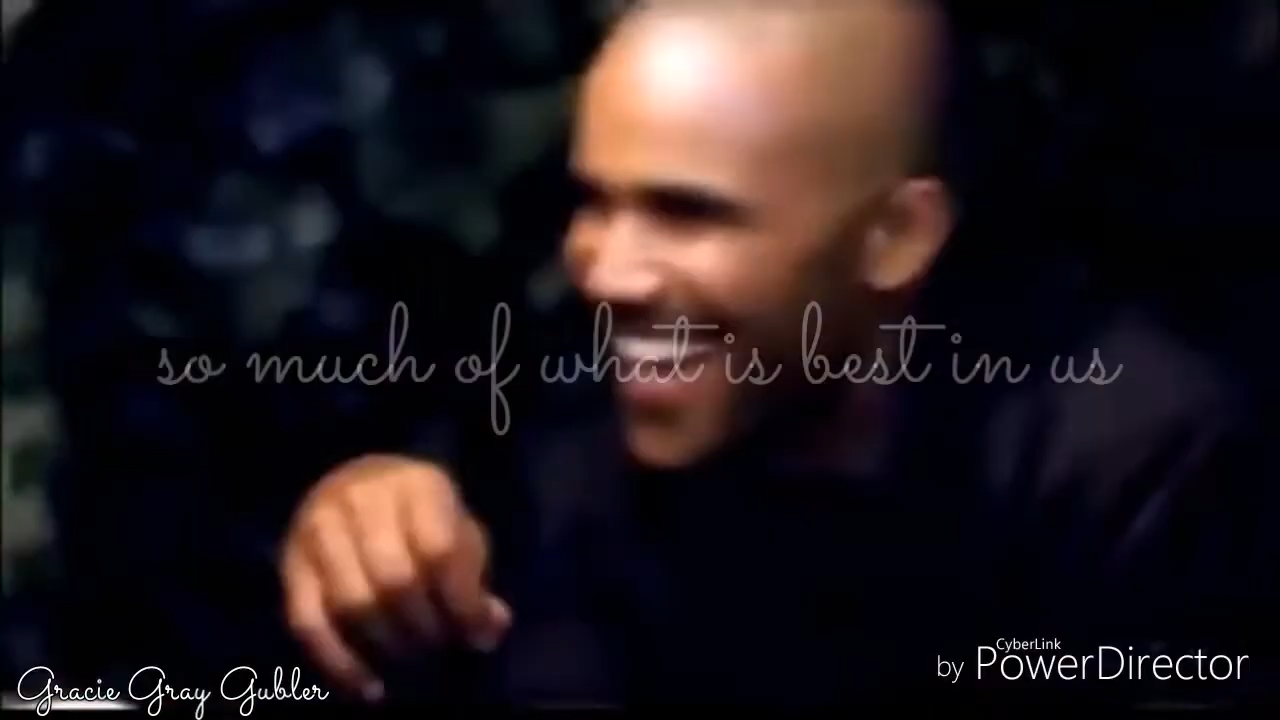 so much of what is best in us
CyberLink
by PowerDirector
Gracie Gray Gubler